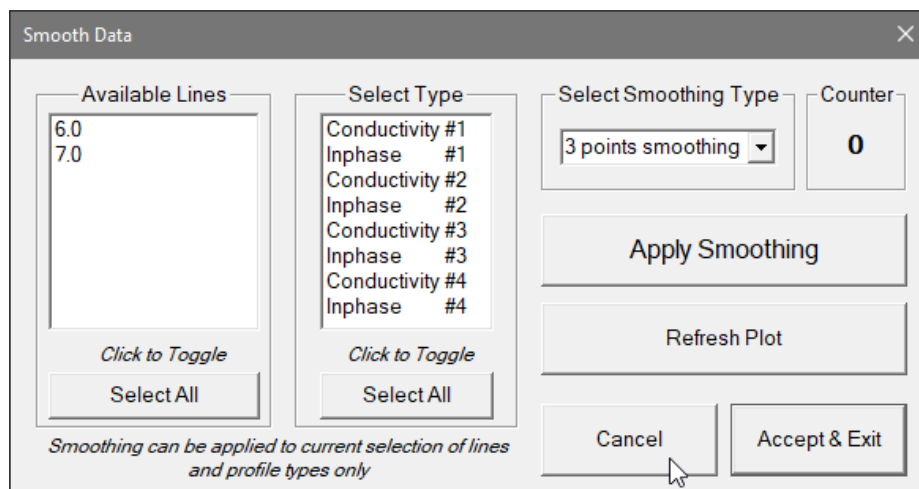 Smooth Data
Available Lines
6.0
7.0
Click to Toggle
Select All
Select Type
Conductivity #1
Inphase #1
Conductivity #2
Inphase #2
Conductivity #3
Inphase #3
Conductivity #4
Inphase #4
Click to Toggle
Select All
Smoothing can be applied to current selection of lines
and profile types only
Select Smoothing Type
3 points smoothing
Counter
0
Apply Smoothing
Refresh Plot
Cancel
Accept & Exit